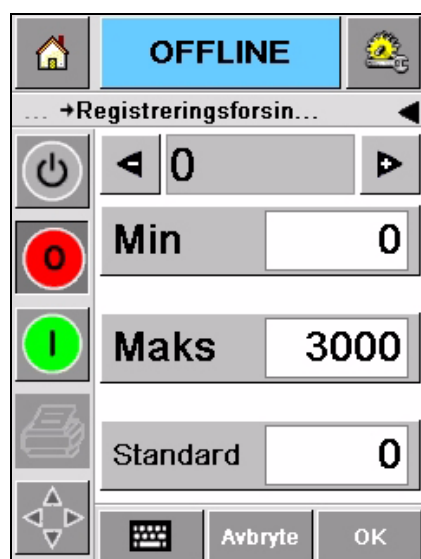 OFFLINE
... →Registreringsforsin...
0
Min 0
O
I
Maks 3000
Standard 0
Avbryte OK